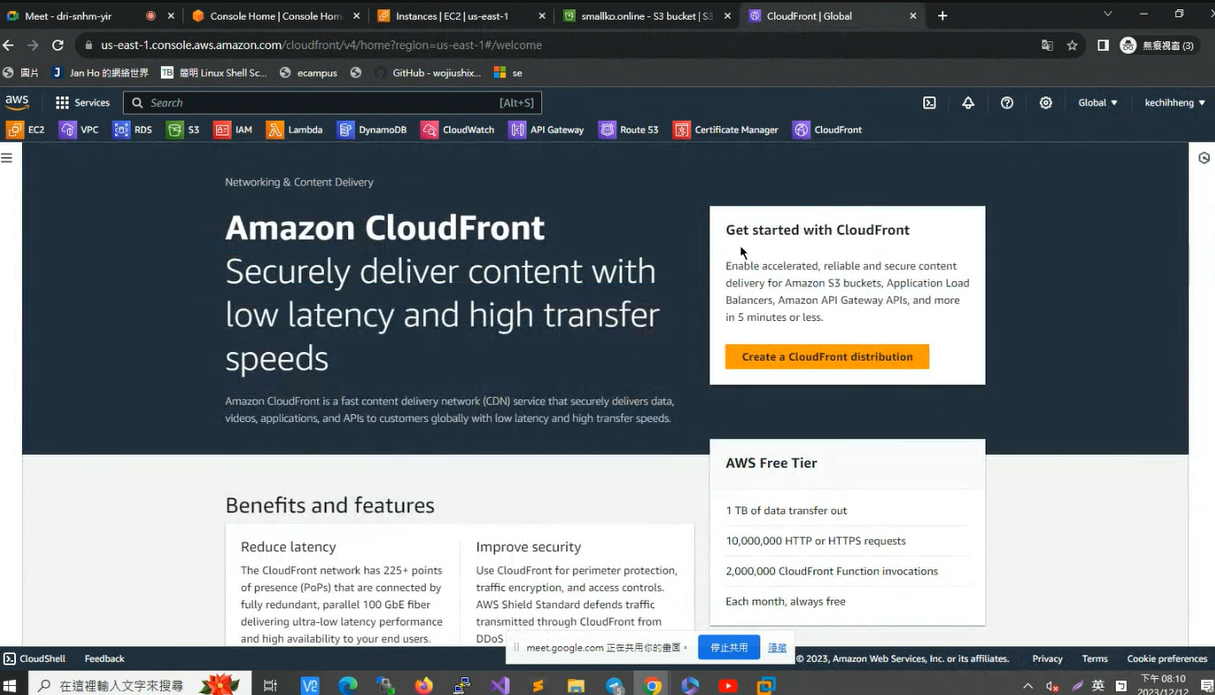 Meet - dri-snhm-yir
Console Home | Console Hom
Instances | EC2 | us-east-1
smallko.online - S3 bucket | S3
CloudFront | Global
us-east-1.console.aws.amazon.com/cloudfront/v4/home?region=us-east-1#/welcome
無痕視窗 (3)
圖片
Jan Ho 的網絡世界
TB
簡明 Linux Shell Sc...
ecampus
GitHub - wojiushix...
se
aws
Services
Search
[Alt+S]
Global
kechihheng
EC2
VPC
RDS
S3
IAM
Lambda
DynamoDB
CloudWatch
API Gateway
Route 53
Certificate Manager
CloudFront
Networking & Content Delivery
Amazon CloudFront
Securely deliver content with
low latency and high transfer
speeds
Amazon CloudFront is a fast content delivery network (CDN) service that securely delivers data,
videos, applications, and APIs to customers globally with low latency and high transfer speeds.
Get started with CloudFront
Enable accelerated, reliable and secure content
delivery for Amazon S3 buckets, Application Load
Balancers, Amazon API Gateway APIs, and more
in 5 minutes or less.
Create a CloudFront distribution
AWS Free Tier
1 TB of data transfer out
10,000,000 HTTP or HTTPS requests
2,000,000 CloudFront Function invocations
Each month, always free
Benefits and features
Reduce latency
The CloudFront network has 225+ points
of presence (PoPs) that are connected by
fully redundant, parallel 100 GbE fiber
delivering ultra-low latency performance
and high availability to your end users.
Improve security
Use CloudFront for perimeter protection,
traffic encryption, and access controls.
AWS Shield Standard defends traffic
transmitted through CloudFront from
DDoS
meet.google.com 正在共用你的畫面。
停止共用
隱藏
CloudShell
Feedback
© 2023, Amazon Web Services, Inc. or its affiliates.
Privacy
Terms
Cookie preferences
在這裡輸入文字來搜尋
英
下午 08:10
2023/12/12